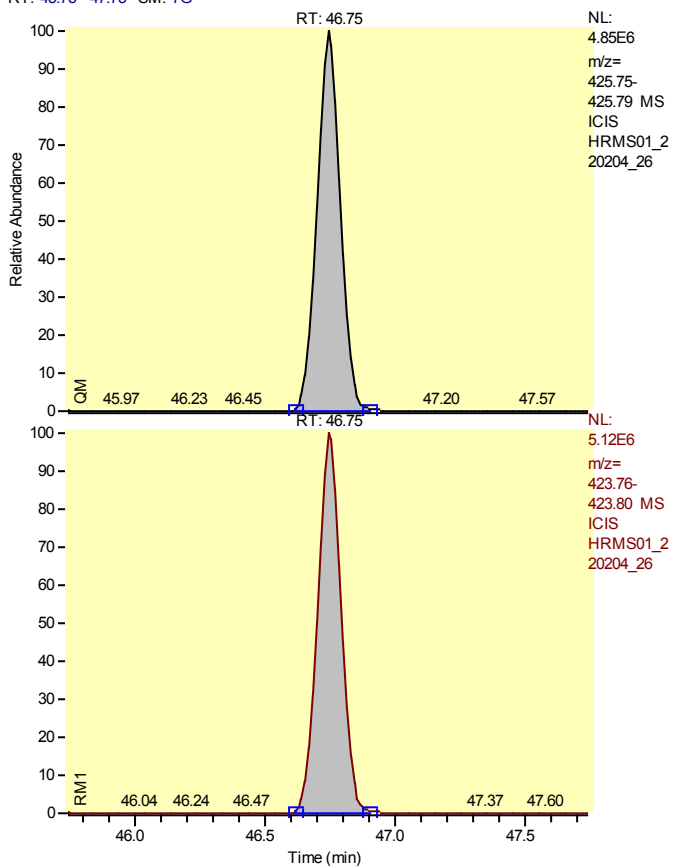 RT: 46.75
NL:
4.85E6
m/z=
425.75-
425.79 MS
ICIS
HRMS01_2
20204_26
100
90
80
70
60
50
40
30
20
10
0
Relative Abundance
QM
45.97 46.23 46.45 47.20 47.57
RT: 46.75
NL:
5.12E6
m/z=
423.76-
423.80 MS
ICIS
HRMS01_2
20204_26
100
90
80
70
60
50
40
30
20
10
0
RM1
46.04 46.24 46.47 47.37 47.60
46.0 46.5 47.0 47.5
Time (min)